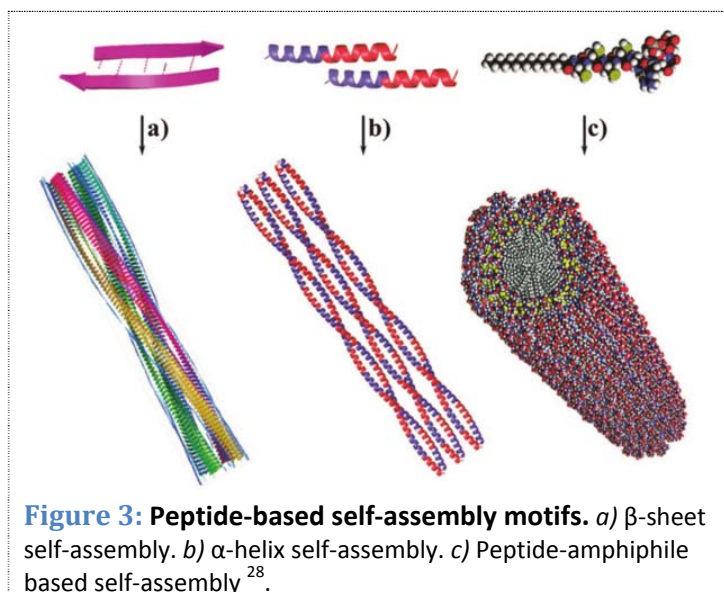 a)
b)
c)
Figure 3: Peptide-based self-assembly motifs. a) β-sheet
self-assembly. b) α-helix self-assembly. c) Peptide-amphiphile
based self-assembly 28.